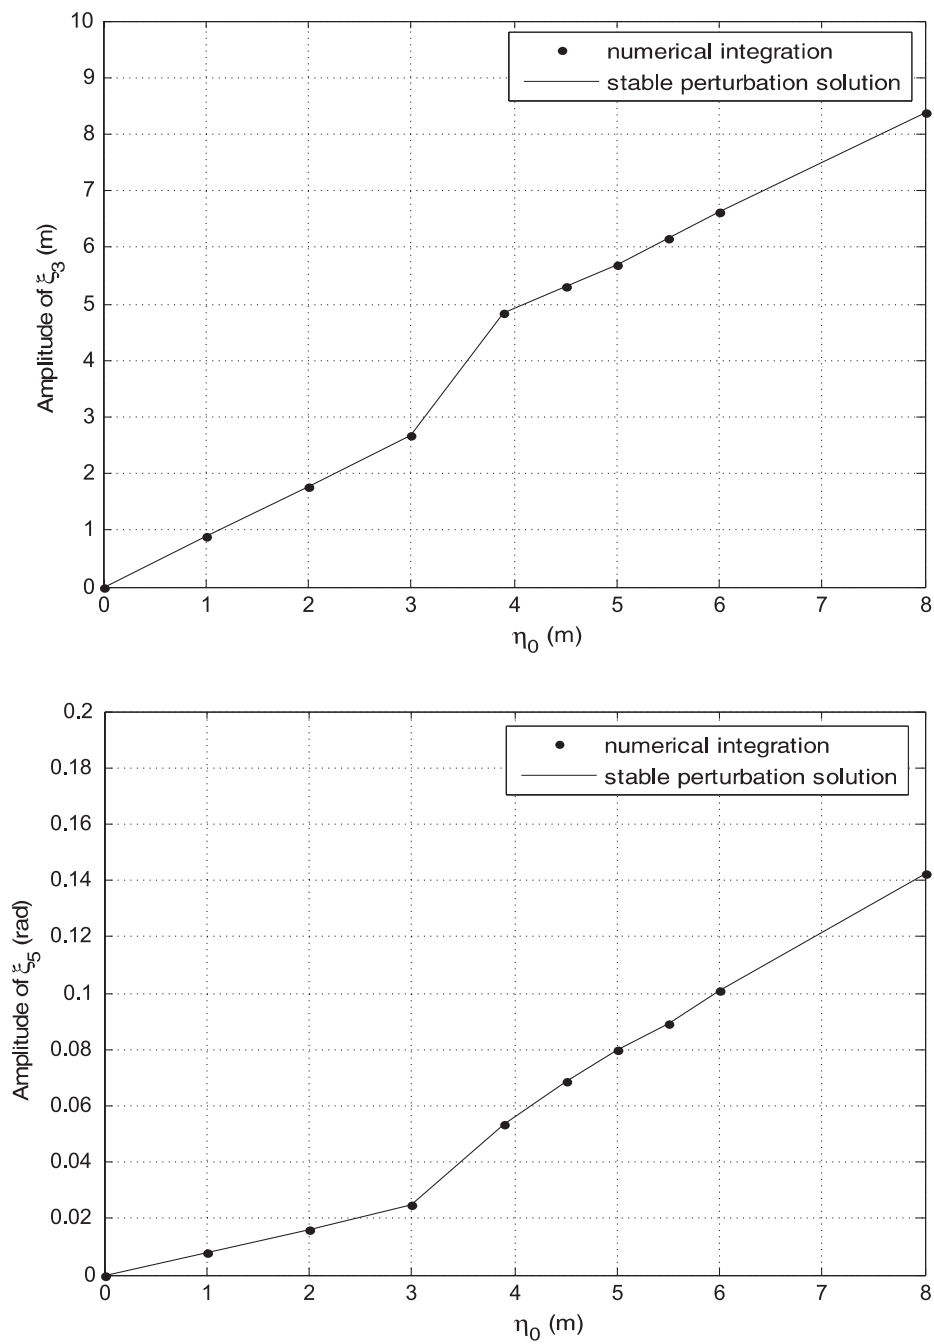 10
9
8
7
6
5
4
3
2
1
0
Amplitude of ξ3 (m)
numerical integration
stable perturbation solution
0 1 2 3 4 5 6 7 8
η0 (m)
0.2
0.18
0.16
0.14
0.12
0.1
0.08
0.06
0.04
0.02
0
Amplitude of ξ5 (rad)
numerical integration
stable perturbation solution
0 1 2 3 4 5 6 7 8
η0 (m)